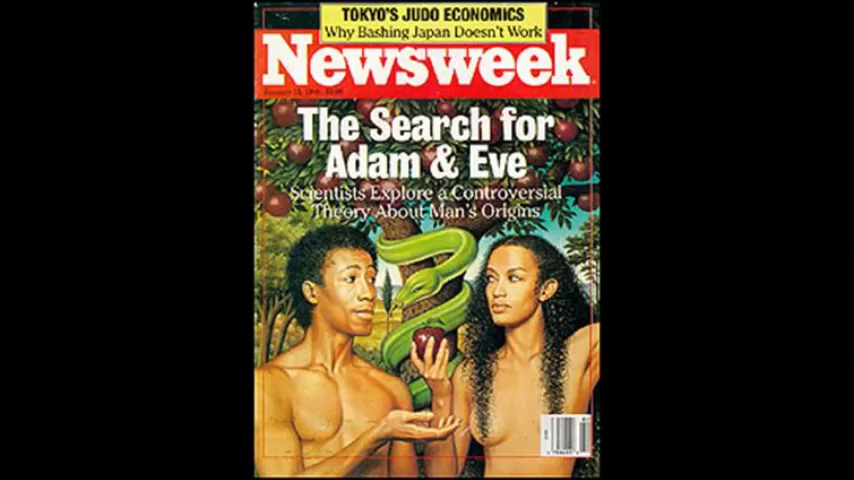 TOKYO'S JUDO ECONOMICS
Why Bashing Japan Doesn't Work
Newsweek
The Search for
Adam & Eve
Scientists Explore a Controversial
Theory About Man's Origins